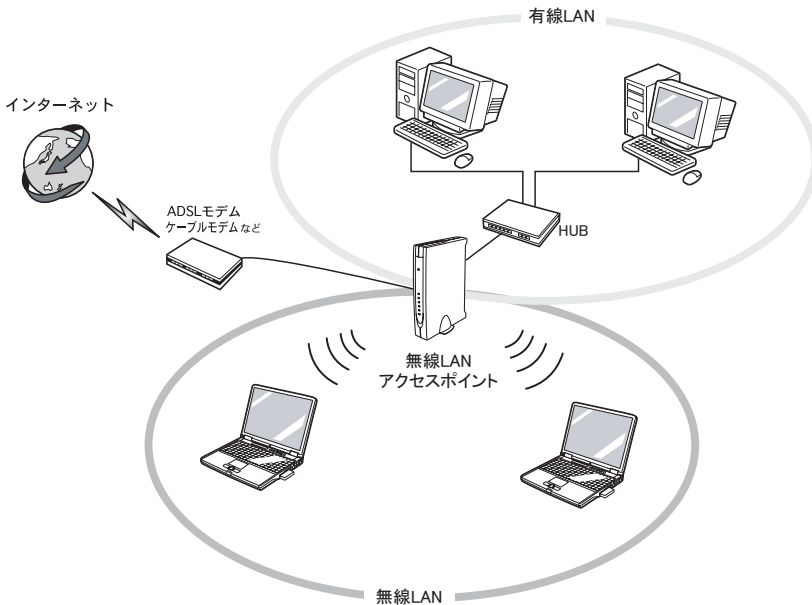 有線LAN
インターネット
ADSLモデム
ケーブルモデム など
HUB
無線LAN
アクセスポイント
無線LAN